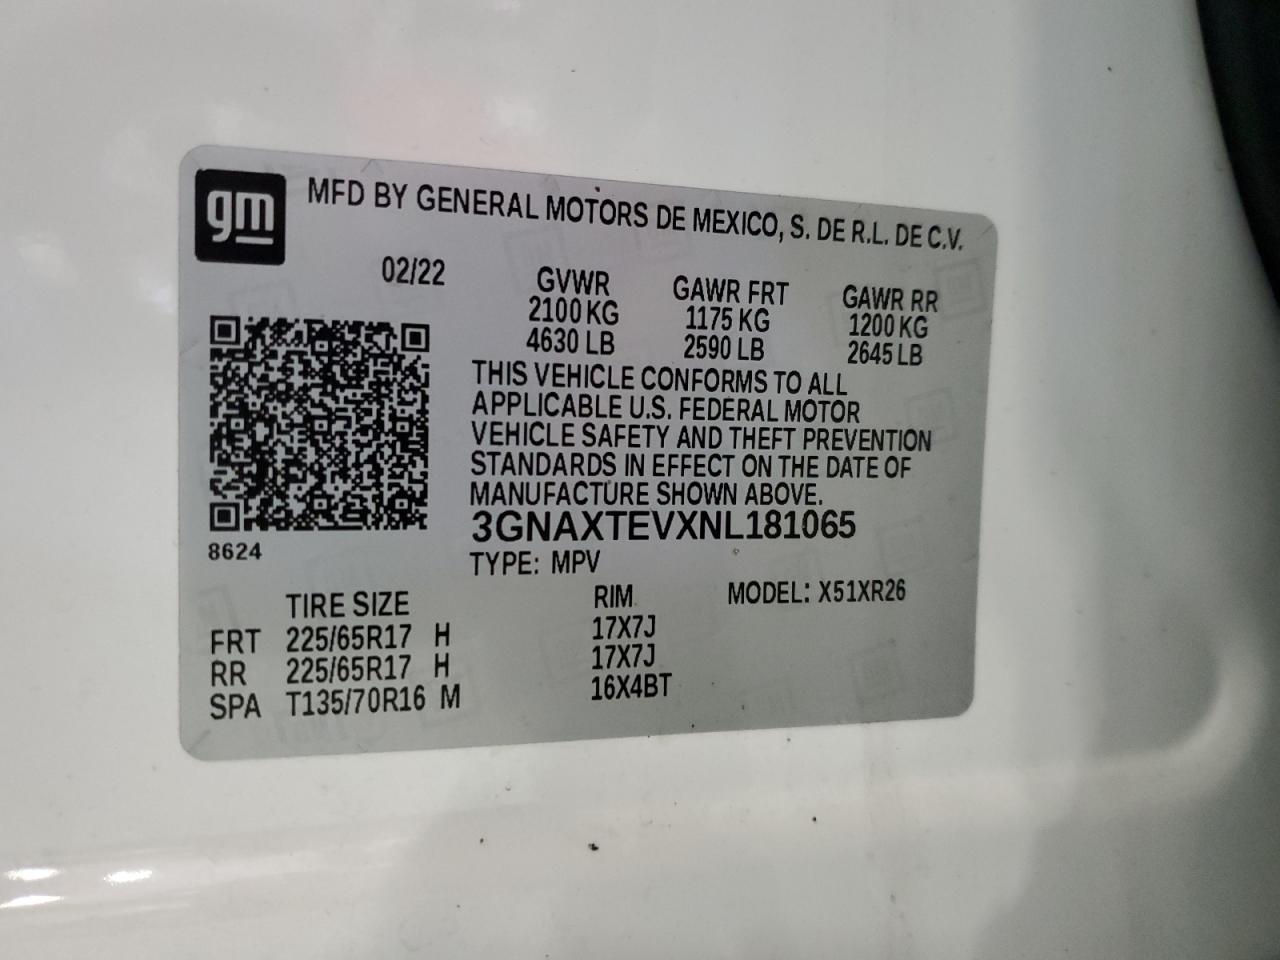 gm
MFD BY GENERAL MOTORS DE MEXICO, S. DE R.L. DE C.V.
02/22 GVWR GAWR FRT GAWR RR
2100 KG 1175 KG 1200 KG
4630 LB 2590 LB 2645 LB
THIS VEHICLE CONFORMS TO ALL
APPLICABLE U.S. FEDERAL MOTOR
VEHICLE SAFETY AND THEFT PREVENTION
STANDARDS IN EFFECT ON THE DATE OF
MANUFACTURE SHOWN ABOVE.
3GNAXTEVXNL181065
8624
TYPE: MPV
TIRE SIZE RIM MODEL: X51XR26
FRT 225/65R17 H 17X7J
RR 225/65R17 H 17X7J
SPA T135/70R16 M 16X4BT